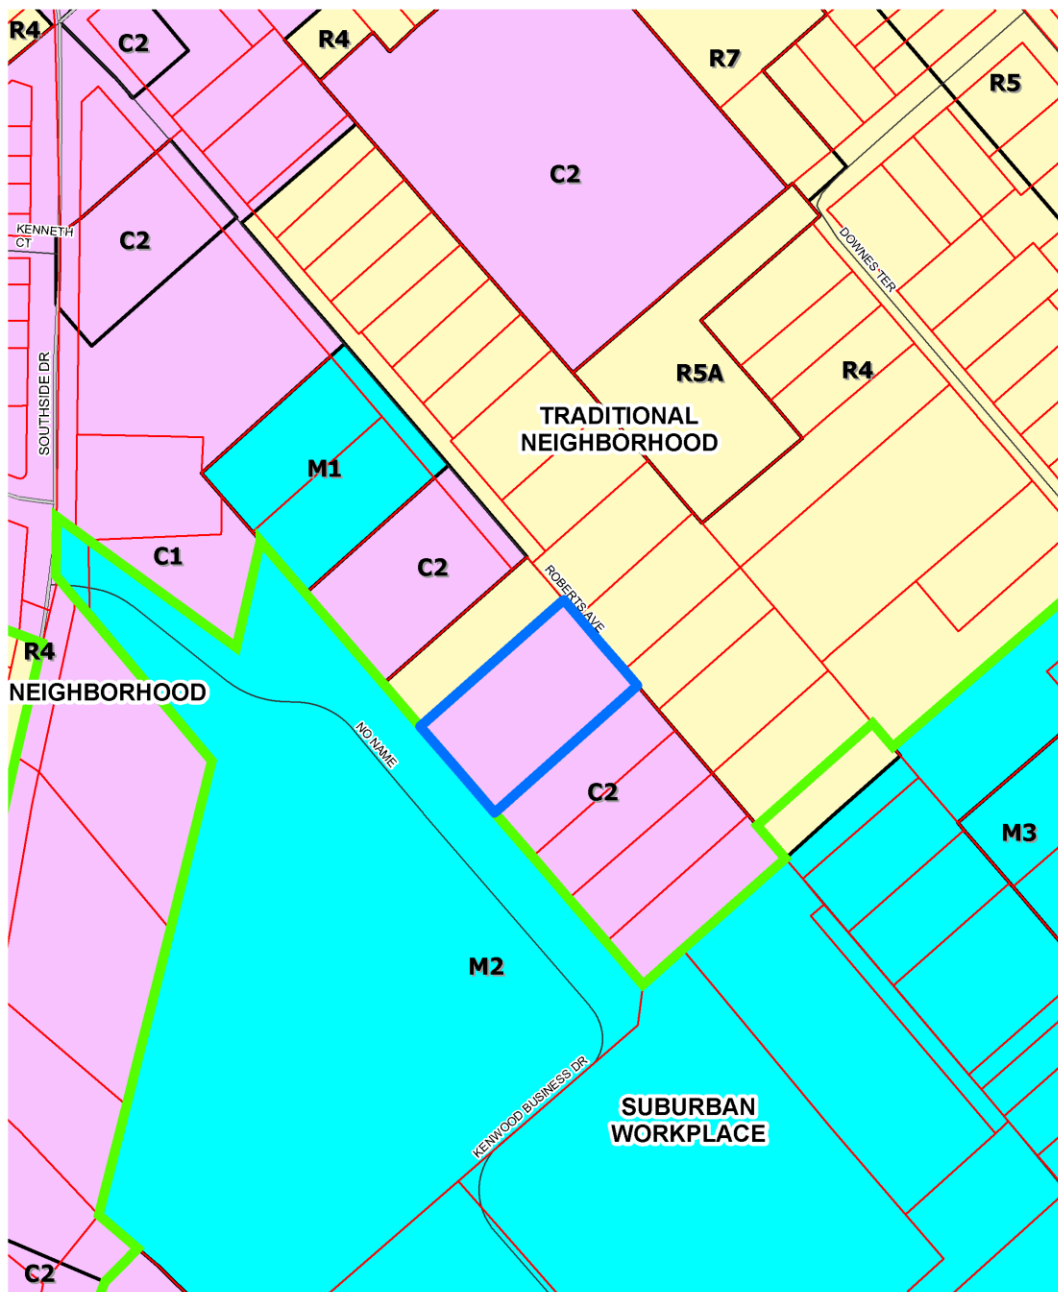 R4
C2
R4
R7
R5
C2
KENNETH
CT
C2
DOWNES TER
SOUTHSIDE DR
R5A
R4
TRADITIONAL
NEIGHBORHOOD
M1
C1
C2
ROBERTS AVE
R4
NEIGHBORHOOD
NO NAME
C2
M3
M2
KENWOOD BUSINESS DR
SUBURBAN
WORKPLACE
C2